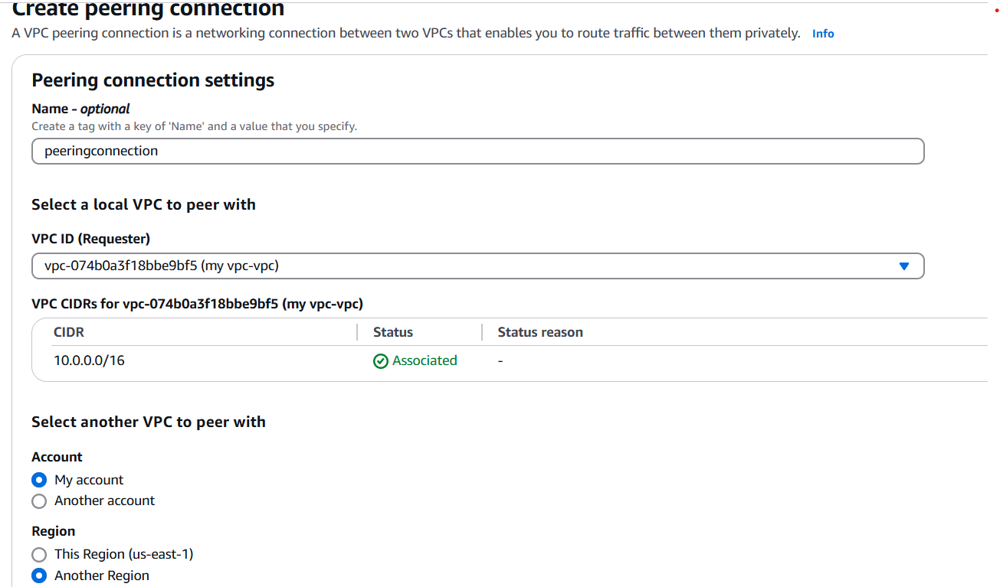 Create peering connection
A VPC peering connection is a networking connection between two VPCs that enables you to route traffic between them privately. Info
Peering connection settings
Name - optional
Create a tag with a key of 'Name' and a value that you specify.
peeringconnection
Select a local VPC to peer with
VPC ID (Requester)
vpc-074b0a3f18bbe9bf5 (my vpc-vpc)
VPC CIDRs for vpc-074b0a3f18bbe9bf5 (my vpc-vpc)
CIDR Status Status reason
10.0.0.0/16 Associated -
Select another VPC to peer with
Account
My account
Another account
Region
This Region (us-east-1)
Another Region